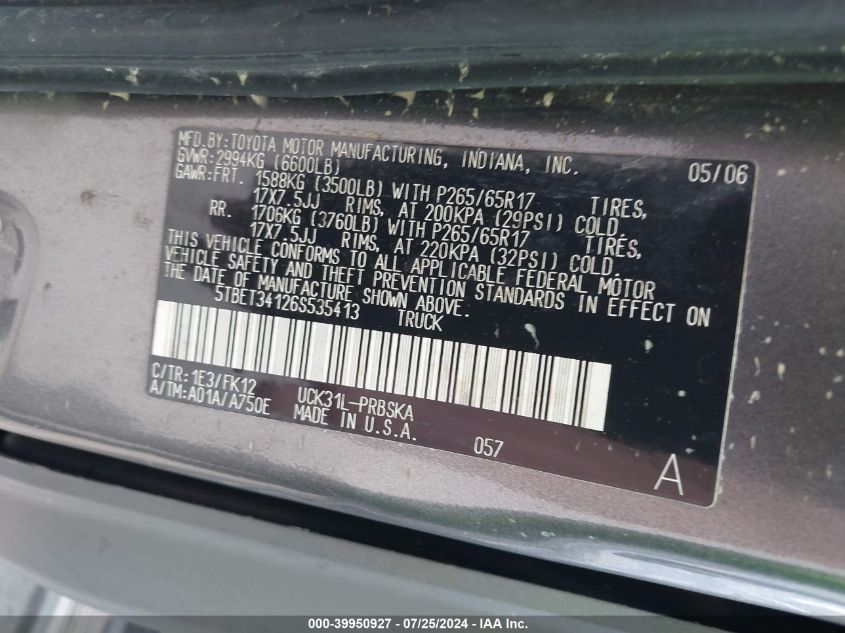 MFD.BY:TOYOTA MOTOR MANUFACTURING, INDIANA, INC. 05/06
GVWR:2994KG (6600LB)
GAWR:FRT. 1588KG (3500LB) WITH P265/65R17 TIRES,
17X7.5JJ RIMS, AT 200KPA (29PSI) COLD.
RR. 1706KG (3760LB) WITH P265/65R17 TIRES,
17X7.5JJ RIMS, AT 220KPA (32PSI) COLD.
THIS VEHICLE CONFORMS TO ALL APPLICABLE FEDERAL MOTOR
VEHICLE SAFETY AND THEFT PREVENTION STANDARDS IN EFFECT ON
THE DATE OF MANUFACTURE SHOWN ABOVE.
5TBET34126S535413 TRUCK
C/TR:1E3/FK12 UCK31L-PRBSKA
A/TM:A01A/A750E MADE IN U.S.A.
057
A
000-39950927 - 07/25/2024 - IAA Inc.